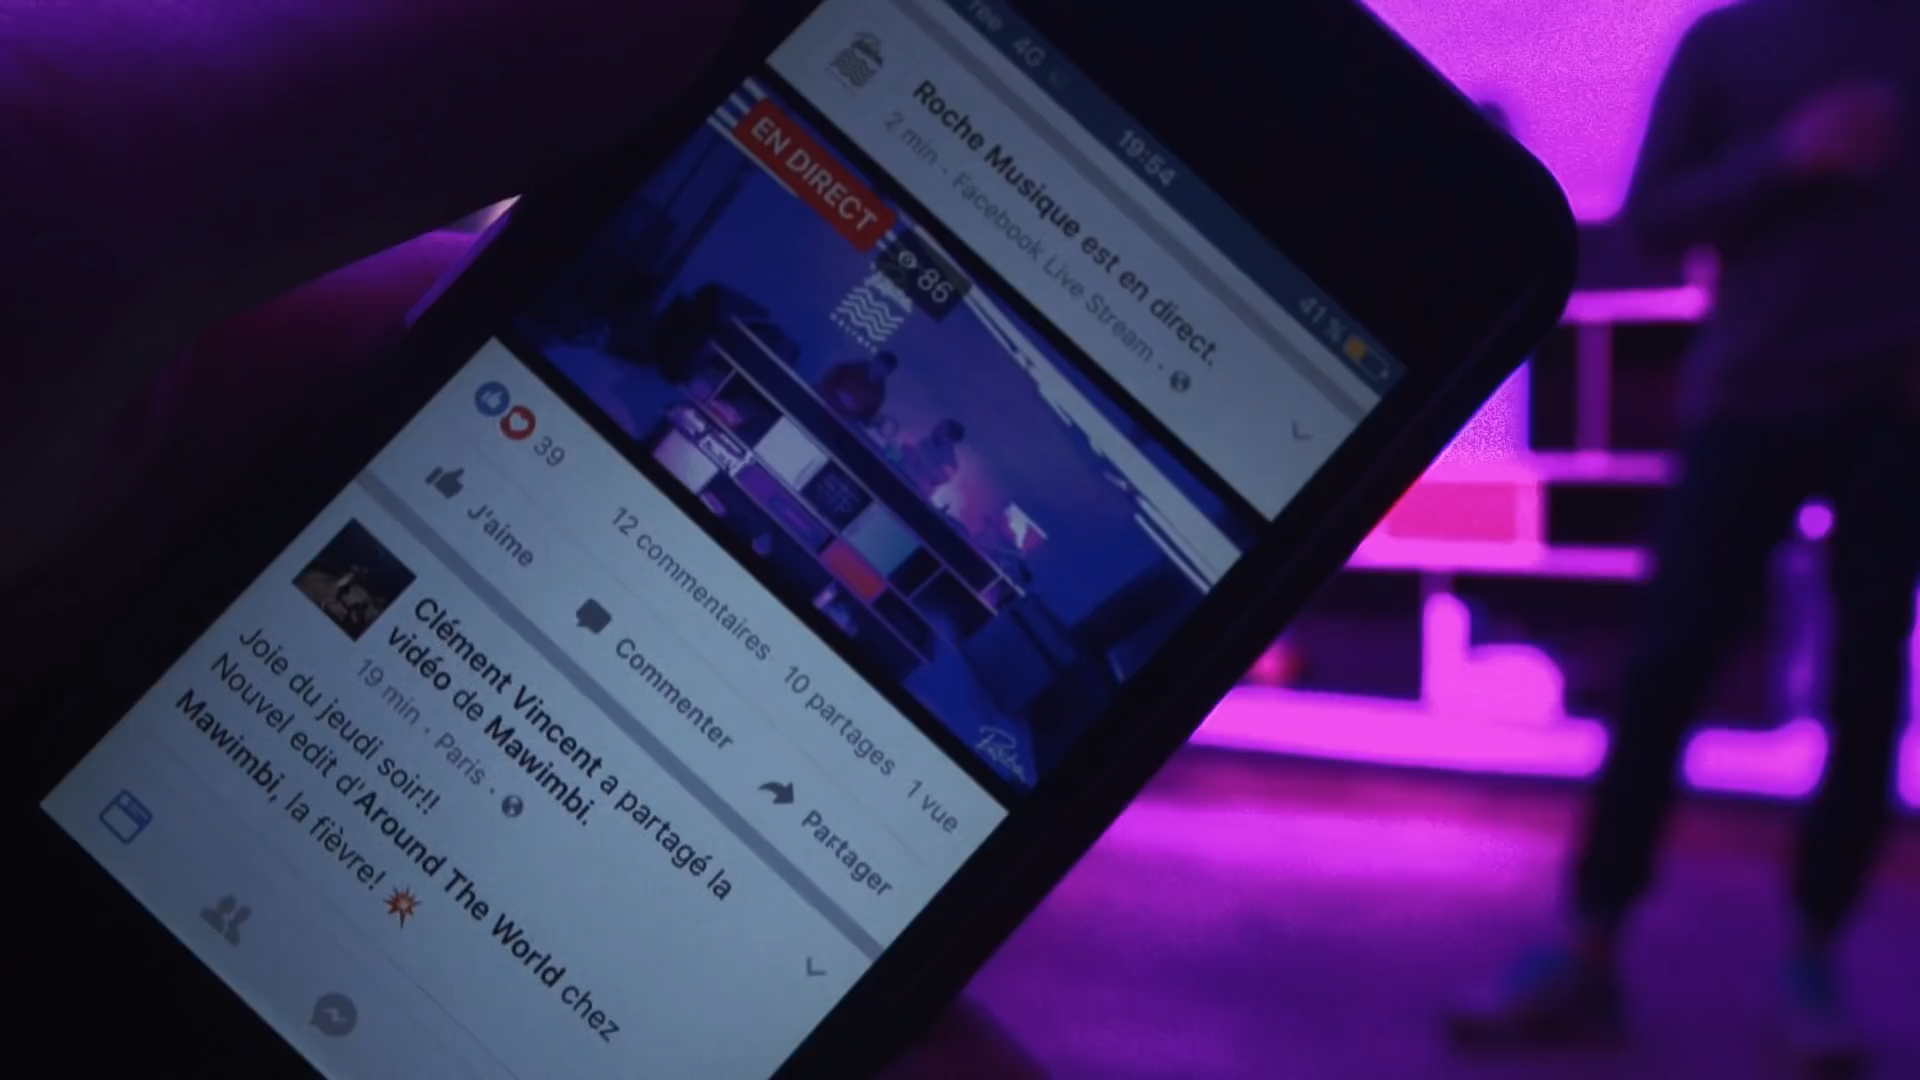 Free 4G 19:54 41 %
Roche Musique est en direct.
2 min · Facebook Live Stream ·
EN DIRECT
86
Roche
39 12 commentaires 10 partages 1 vue
J'aime Commenter Partager
Clément Vincent a partagé la
vidéo de Mawimbi.
19 min · Paris ·
Joie du jeudi soir!!
Nouvel edit d'Around The World chez
Mawimbi, la fièvre!